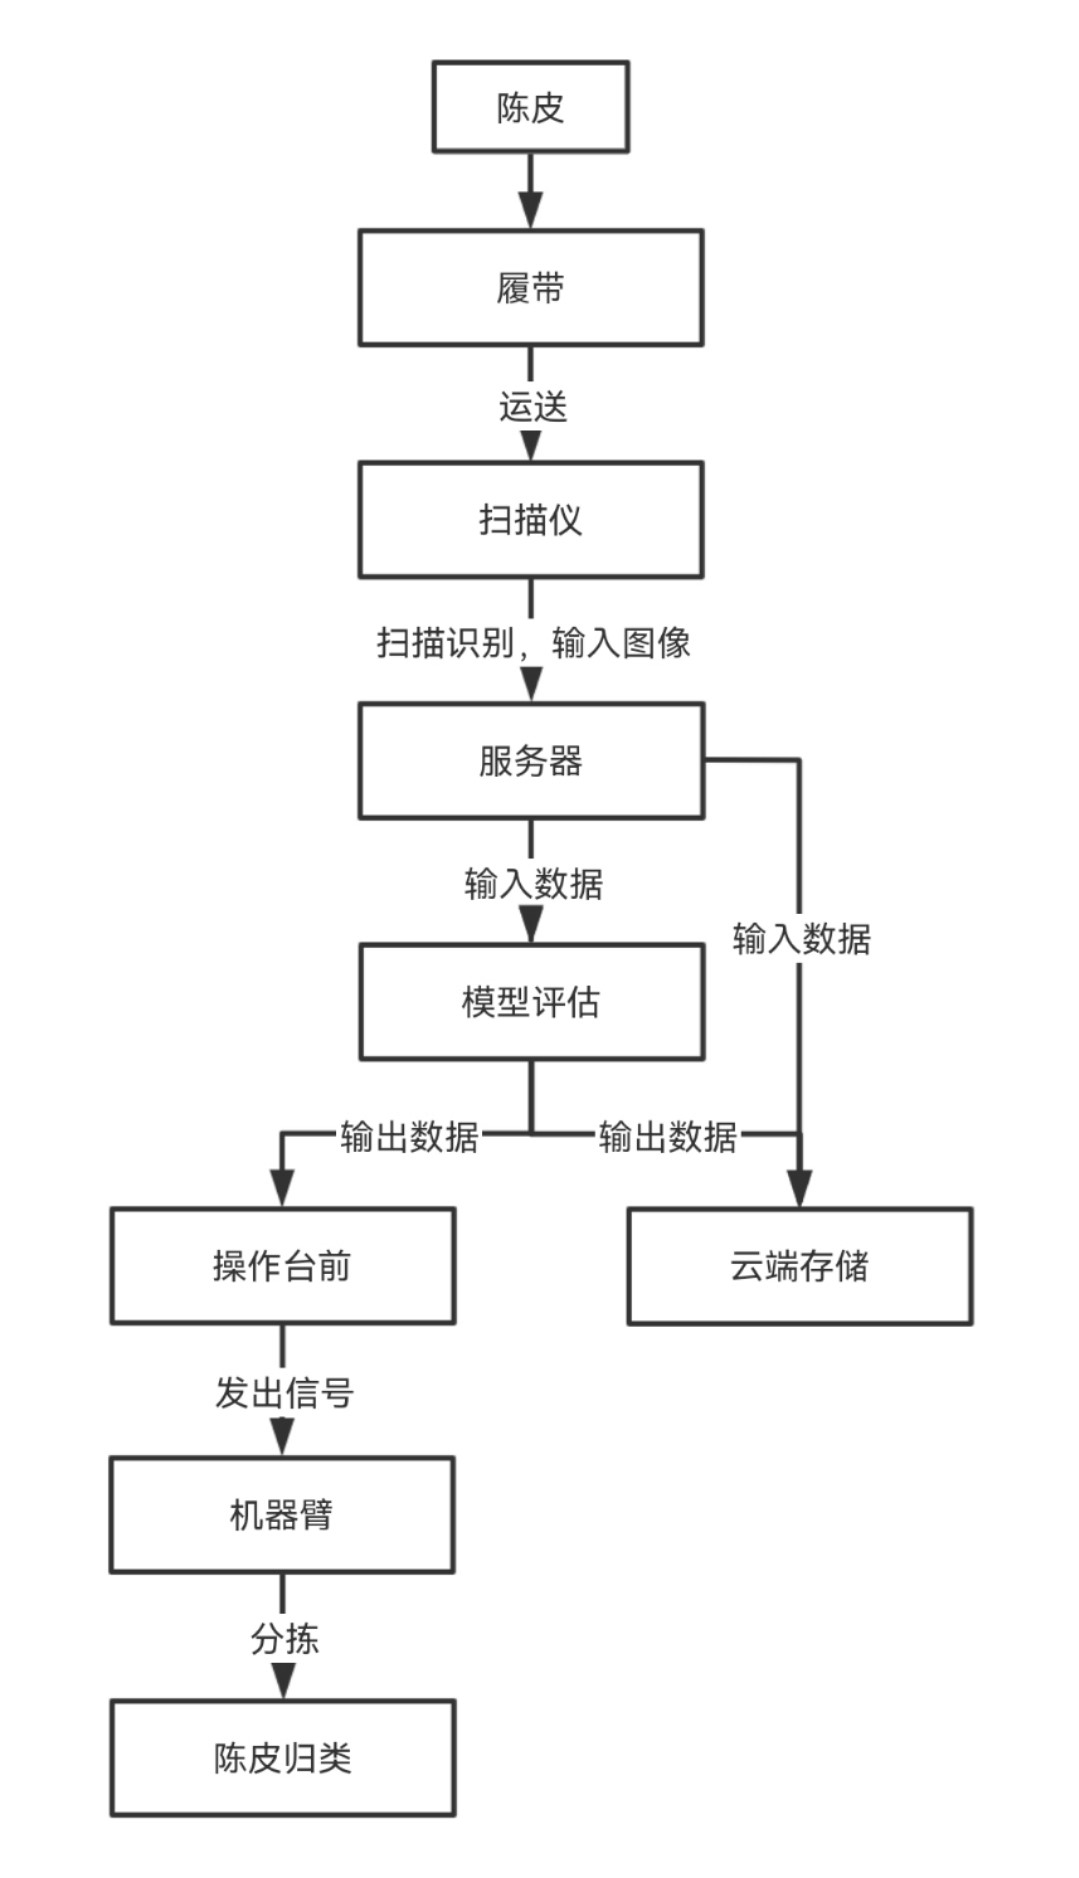 陈皮
履带
运送
扫描仪
扫描识别，输入图像
服务器
输入数据
输入数据
模型评估
输出数据
输出数据
操作台前
云端存储
发出信号
机器臂
分拣
陈皮归类